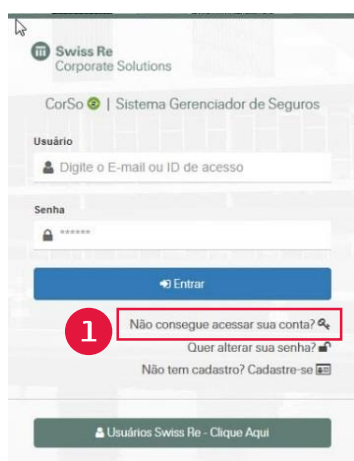 Swiss Re
Corporate Solutions
CorSo | Sistema Gerenciador de Seguros
Usuário
Digite o E-mail ou ID de acesso
Senha
******
Entrar
1
Não consegue acessar sua conta?
Quer alterar sua senha?
Não tem cadastro? Cadastre-se
Usuários Swiss Re - Clique Aqui